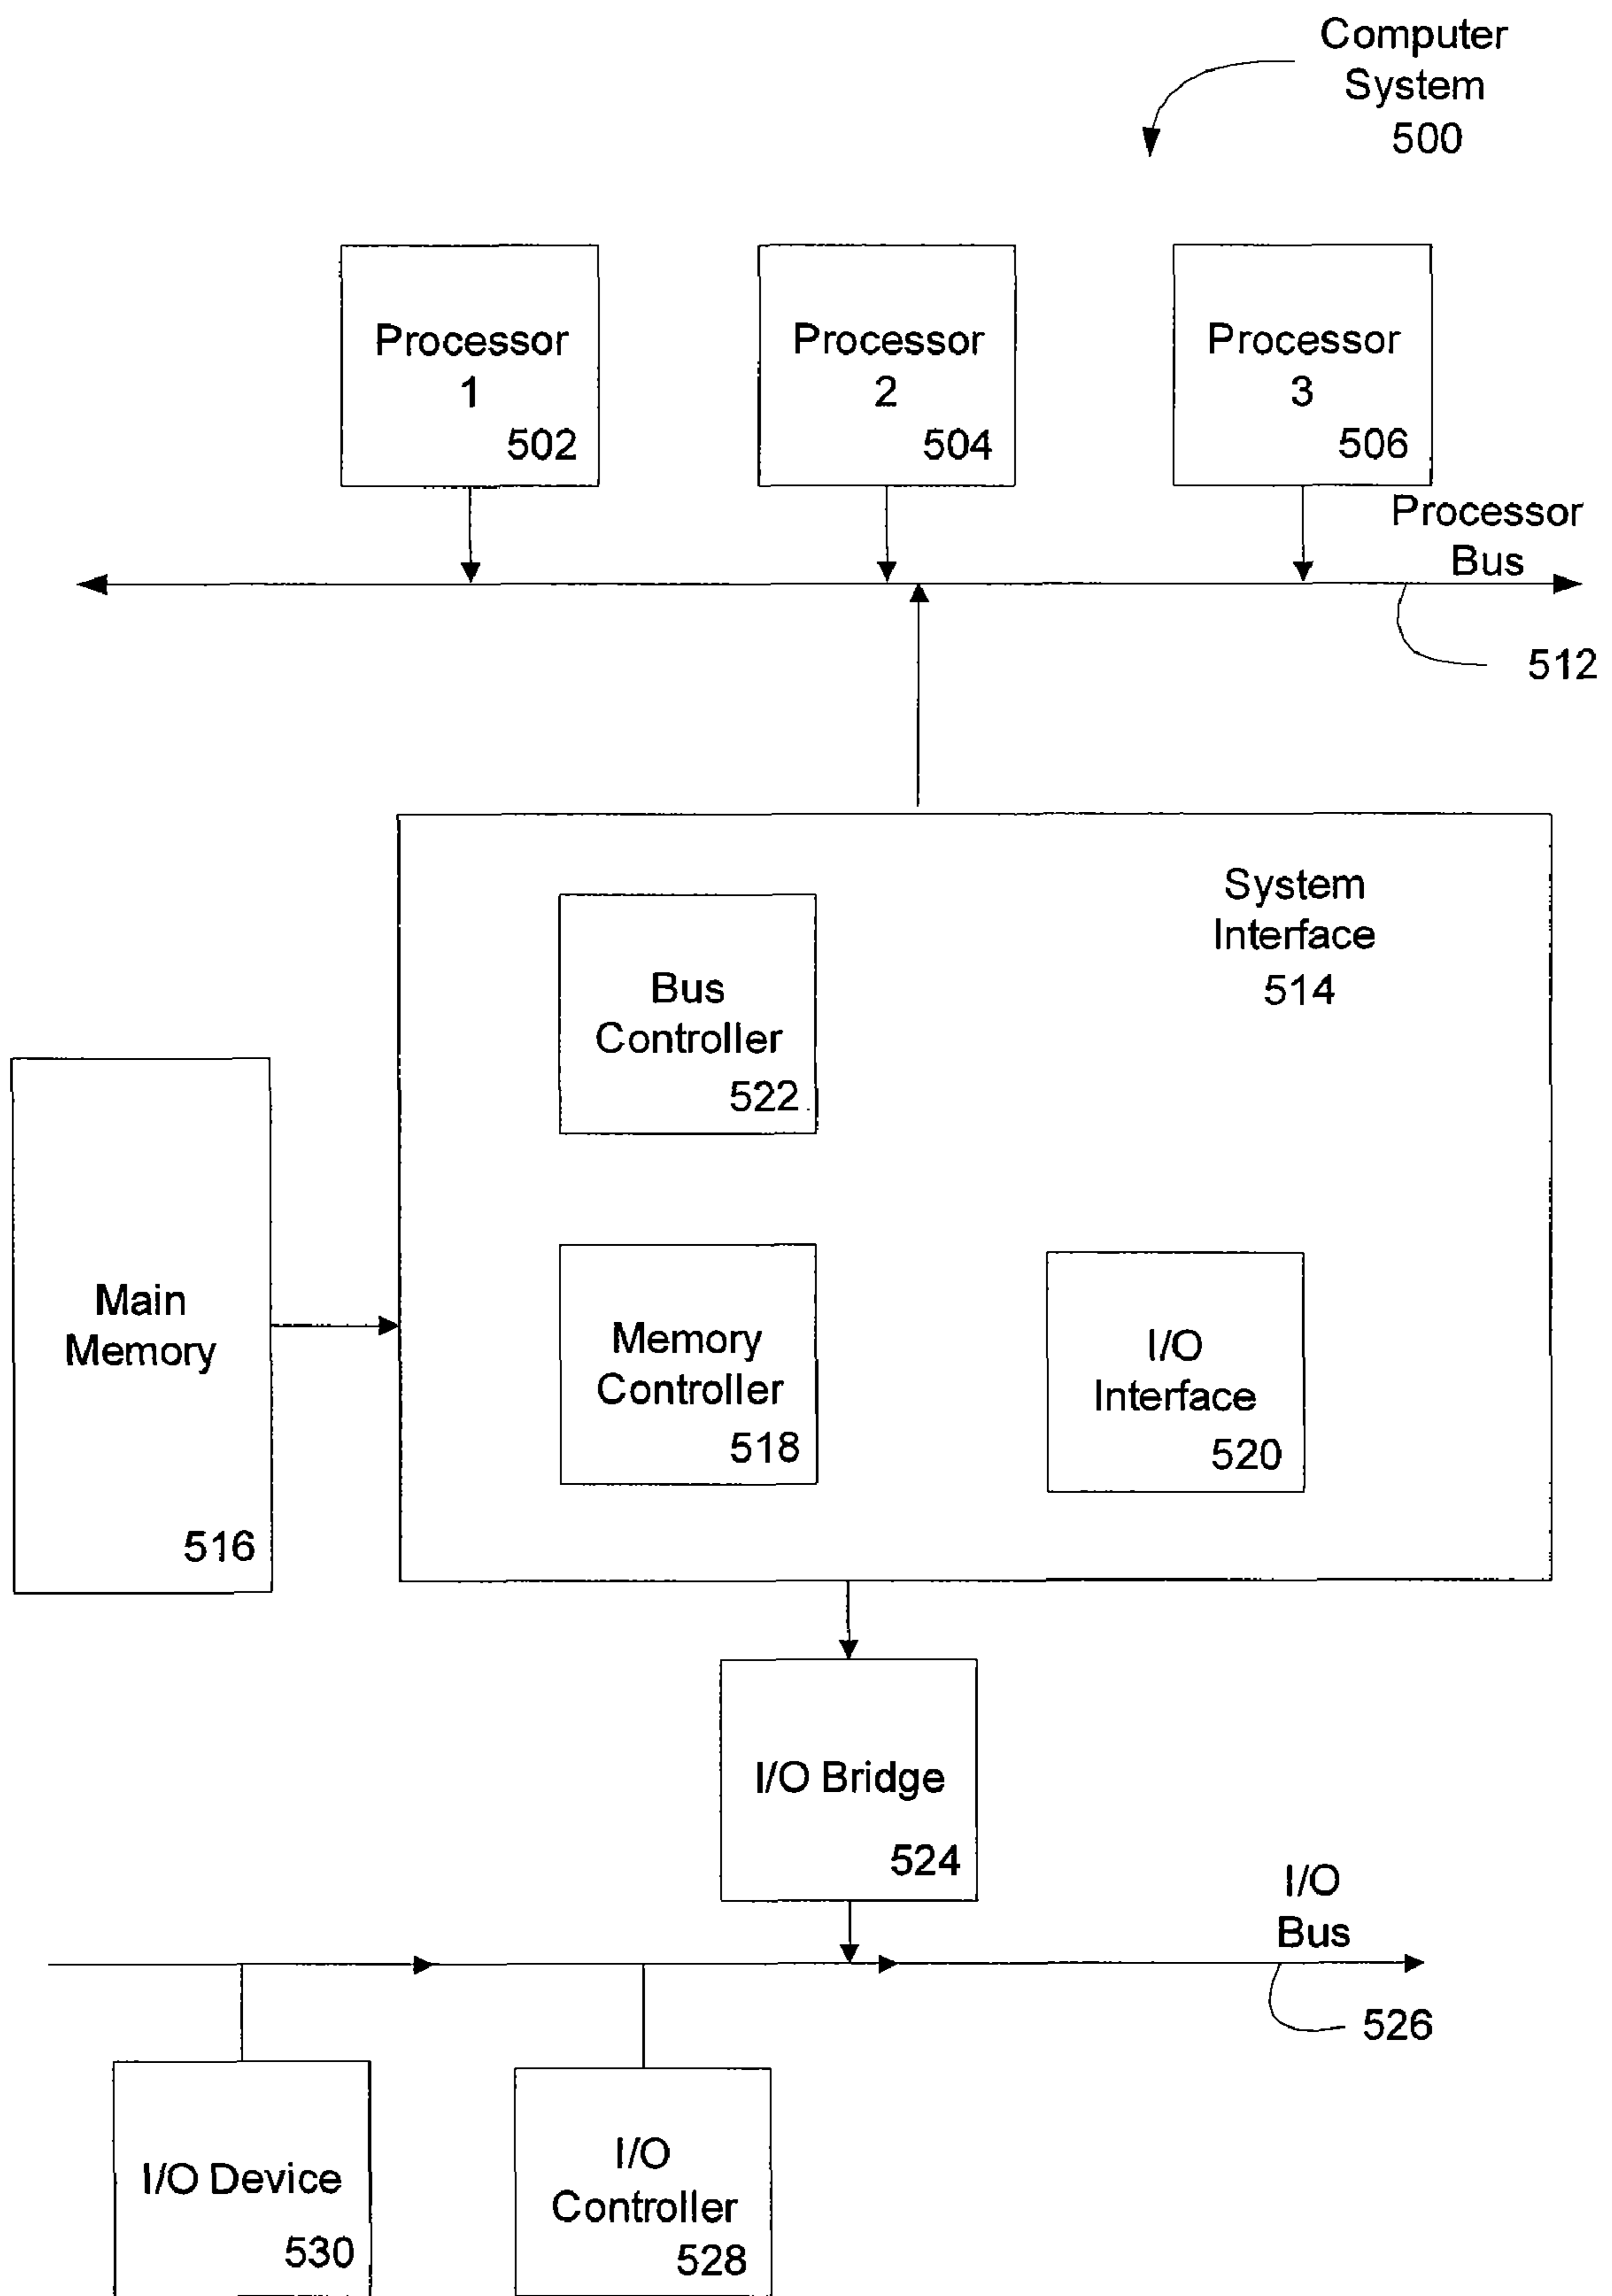 Computer
System
500
Processor
1
502
Processor
2
504
Processor
3
506
Processor
Bus
512
System
Interface
514
Bus
Controller
522
Main
Memory
516
Memory
Controller
518
I/O
Interface
520
I/O Bridge
524
I/O
Bus
526
I/O Device
530
I/O
Controller
528